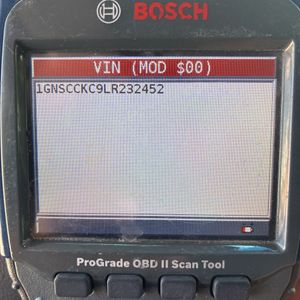 BOSCH
VIN (MOD $00)
1GNSCCKC9LR232452
ProGrade OBD II Scan Tool